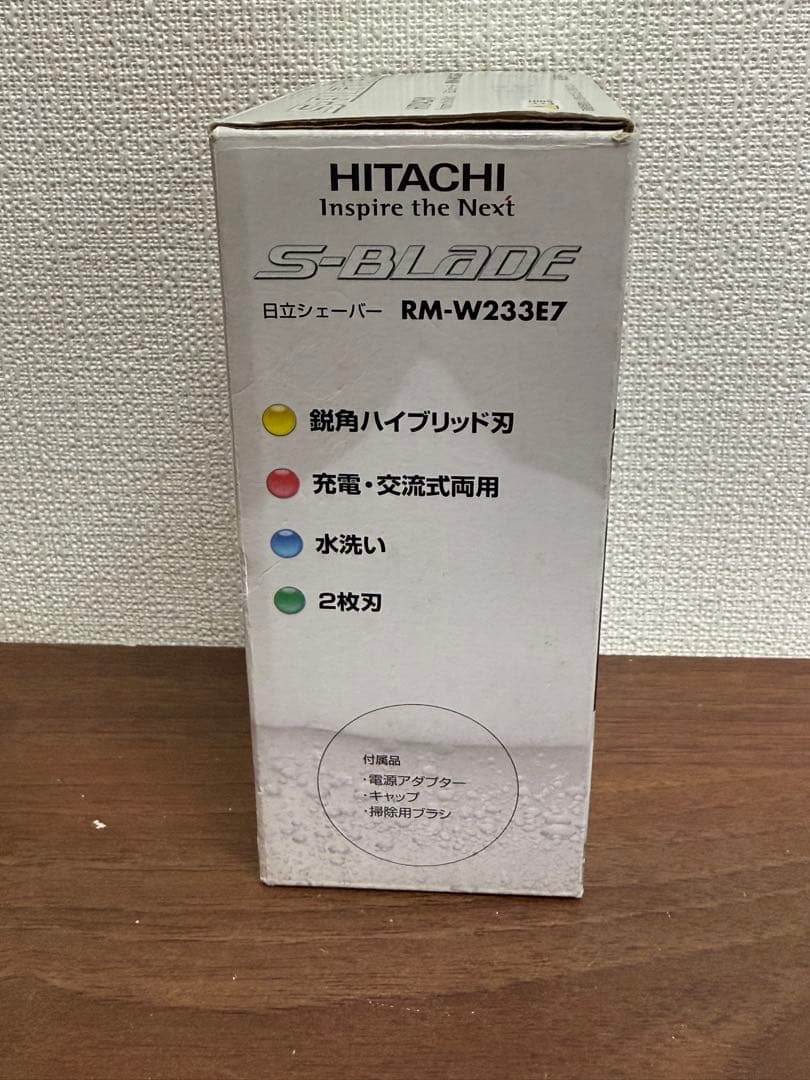 HITACHI
Inspire the Next
S-BLADE
日立シェーバー RM-W233E7
鋭角ハイブリッド刃
充電・交流式両用
水洗い
2枚刃
付属品
・電源アダプター
・キャップ
・掃除用ブラシ